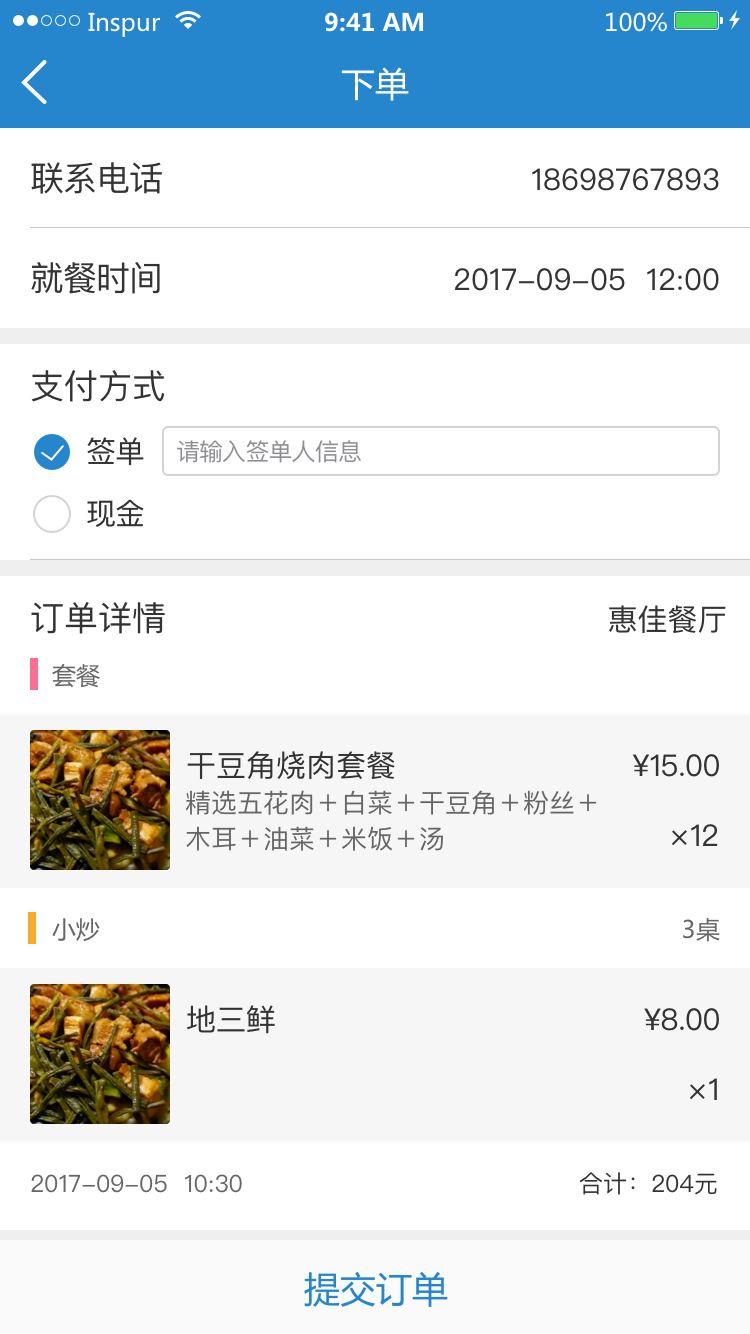 Inspur 9:41 AM 100%
下单
联系电话 18698767893
就餐时间 2017-09-05 12:00
支付方式
签单 请输入签单人信息
现金
订单详情 惠佳餐厅
套餐
干豆角烧肉套餐 ¥15.00
精选五花肉＋白菜＋干豆角＋粉丝＋
木耳＋油菜＋米饭＋汤 ×12
小炒 3桌
地三鲜 ¥8.00
×1
2017-09-05 10:30 合计：204元
提交订单